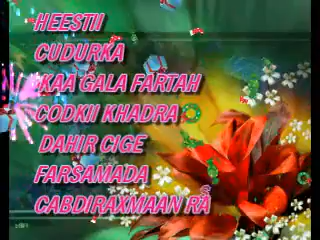 HEESTII
CUDURKA
KAA GALA FARTAH
CODKII KHADRA
DAHIR CIGE
FARSAMADA
CABDIRAXMAAN RA